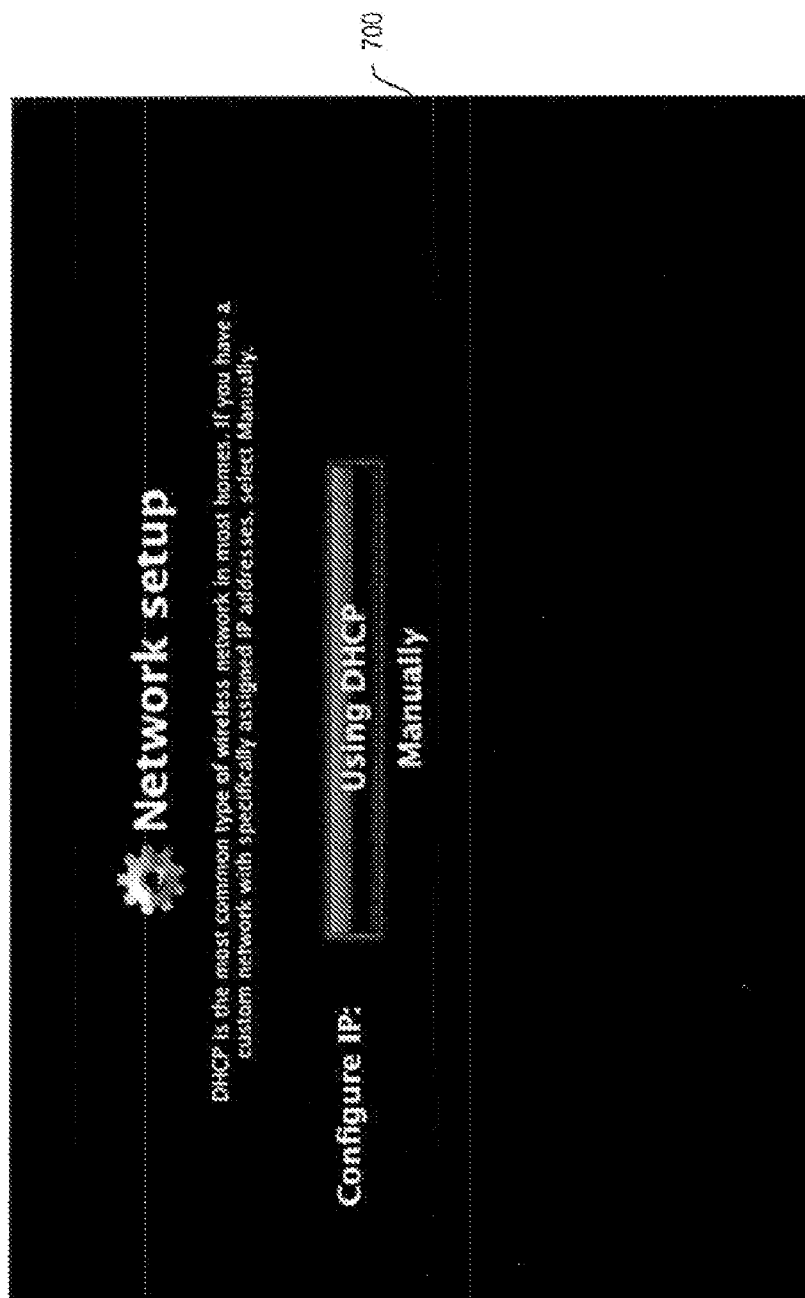 Network setup
DHCP is the most common type of wireless network in most homes. If you have a
custom network with specifically assigned IP addresses, select Manually.
Configure IP:
Using DHCP
Manually
700